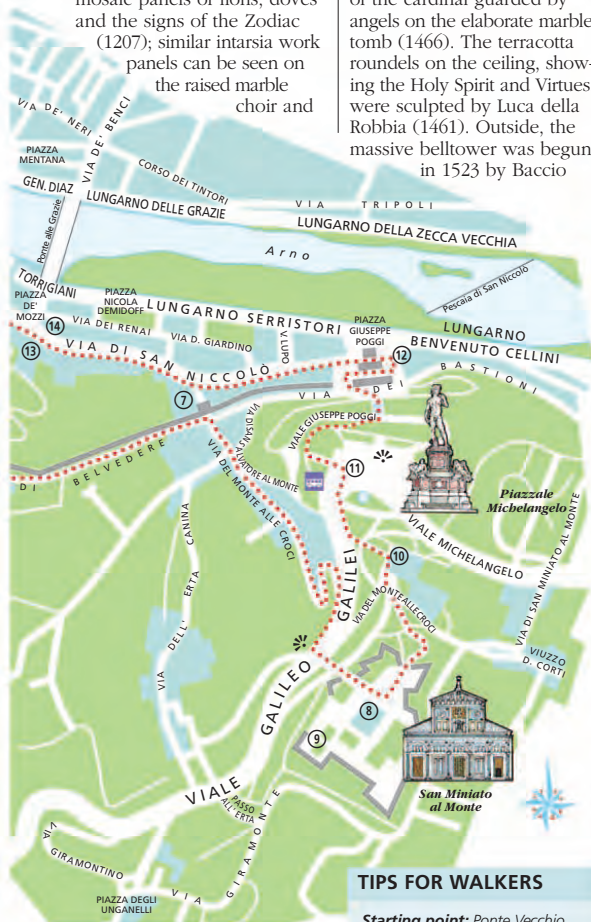 mosaic panels of lions, doves
and the signs of the Zodiac
(1207); similar intarsia work
panels can be seen on
the raised marble
choir and
of the cardinal guarded by
angels on the elaborate marble
tomb (1466). The terracotta
roundels on the ceiling, show-
ing the Holy Spirit and Virtues
were sculpted by Luca della
Robbia (1461). Outside, the
massive belltower was begun
in 1523 by Baccio
VIA DE' NERI
VIA DE' BENCI
PIAZZA
MENTANA
CORSO DEI TINTORI
GEN. DIAZ
LUNGARNO DELLE GRAZIE
VIA TRIPOLI
LUNGARNO DELLA ZECCA VECCHIA
Ponte alle Grazie
Arno
Pescaia di San Niccolò
TORRIGIANI
PIAZZA
DE'
MOZZI
PIAZZA
NICOLA
DEMIDOFF
LUNGARNO SERRISTORI
PIAZZA
GIUSEPPE
POGGI
LUNGARNO
BENVENUTO CELLINI
14
VIA DEI RENAI
VIA D. GIARDINO
V. LUPO
13
VIA DI SAN NICCOLÒ
12
7
VIA DEI BASTIONI
VIALE GIUSEPPE POGGI
DI BELVEDERE
VIA DI SAN SALVATORE AL MONTE
VIA DEL MONTE ALLE CROCI
11
Piazzale
Michelangelo
VIALE MICHELANGELO
VIA DI SAN MINIATO AL MONTE
VIA DELL' ERTA CANINA
10
VIA DEL MONTE ALLE CROCI
VIUZZO
D. CORTI
VIALE GALILEO GALILEI
8
9
San Miniato
al Monte
PASSO
ALL'ERTA
VIA GIRAMONTINO
VIA GIRAMONTE
PIAZZA DEGLI
UNGANELLI
TIPS FOR WALKERS
Starting point: Ponte Vecchio